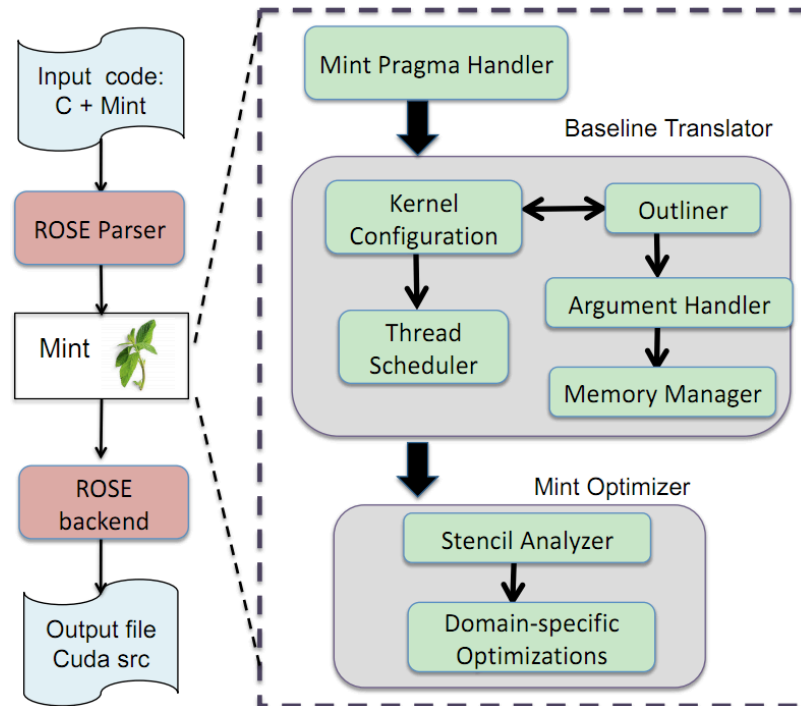 Input code:
C + Mint
ROSE Parser
Mint
ROSE
backend
Output file
Cuda src
Mint Pragma Handler
Baseline Translator
Kernel
Configuration
Outliner
Thread
Scheduler
Argument Handler
Memory Manager
Mint Optimizer
Stencil Analyzer
Domain-specific
Optimizations